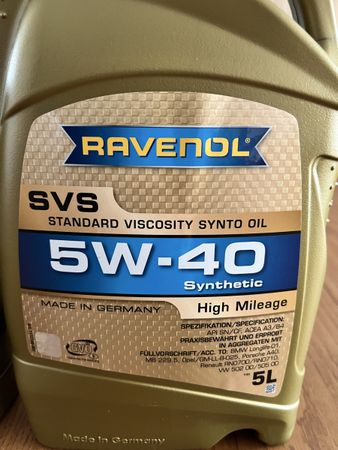 RAVENOL®
SVS
STANDARD VISCOSITY SYNTO OIL
5W-40
Synthetic
MADE IN GERMANY
High Mileage
SPEZIFIKATION/SPECIFICATION:
API SN/CF, ACEA A3/B4
PRAXISBEWÄHRT UND ERPROBT
IN AGGREGATEN MIT
FÜLLVORSCHRIFT/ACC. TO: BMW Longlife-01,
MB 229.5, Opel/GM-LL-B-025, Porsche A40,
Renault RN0700/RN0710,
VW 502 00/505 00
5L
Made in Germany